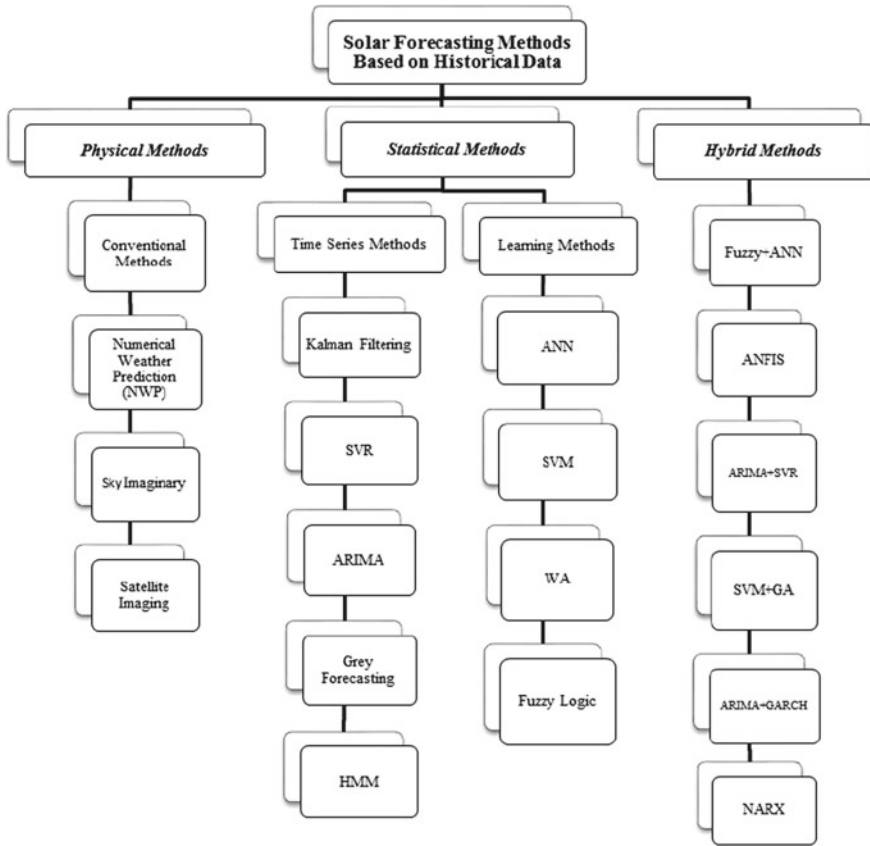 Solar Forecasting Methods
Based on Historical Data
Physical Methods
Statistical Methods
Hybrid Methods
Conventional
Methods
Numerical
Weather
Prediction
(NWP)
Sky Imaginary
Satellite
Imaging
Time Series Methods
Kalman Filtering
SVR
ARIMA
Grey
Forecasting
HMM
Learning Methods
ANN
SVM
WA
Fuzzy Logic
Fuzzy+ANN
ANFIS
ARIMA+SVR
SVM+GA
ARIMA+GARCH
NARX